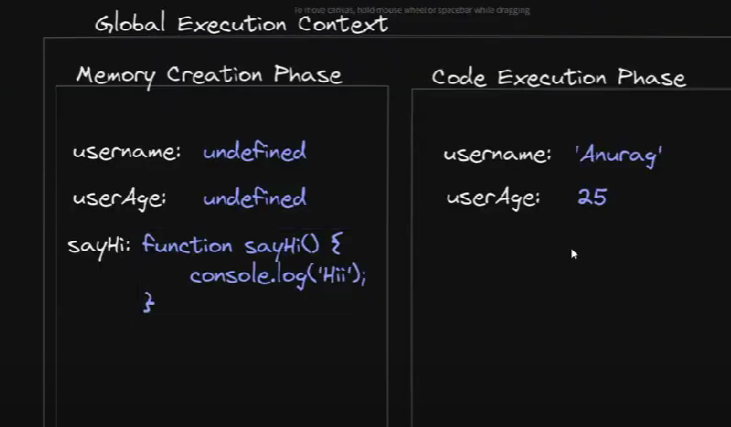 To move canvas, hold mouse wheel or spacebar while dragging
Global Execution Context
Memory Creation Phase
username: undefined
userAge: undefined
sayHi: function sayHi() {
console.log('Hii');
}
Code Execution Phase
username: 'Anurag'
userAge: 25